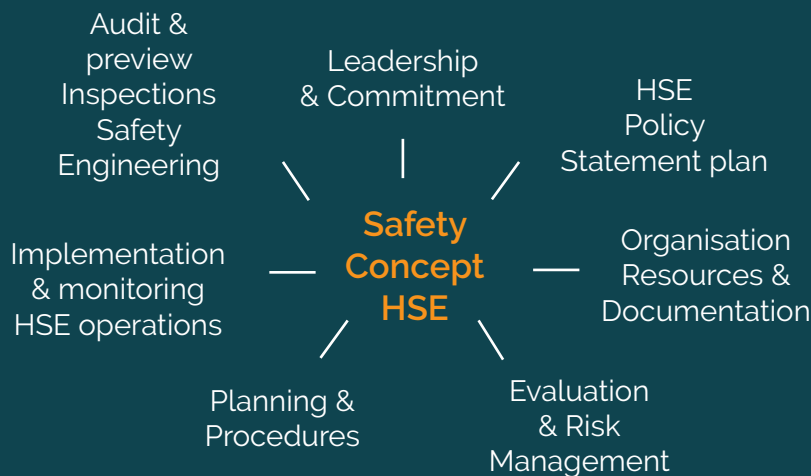 Audit &
preview
Inspections
Safety
Engineering
Leadership
& Commitment
HSE
Policy
Statement plan
Safety
Concept
HSE
Implementation
& monitoring
HSE operations
Organisation
Resources &
Documentation
Planning &
Procedures
Evaluation
& Risk
Management